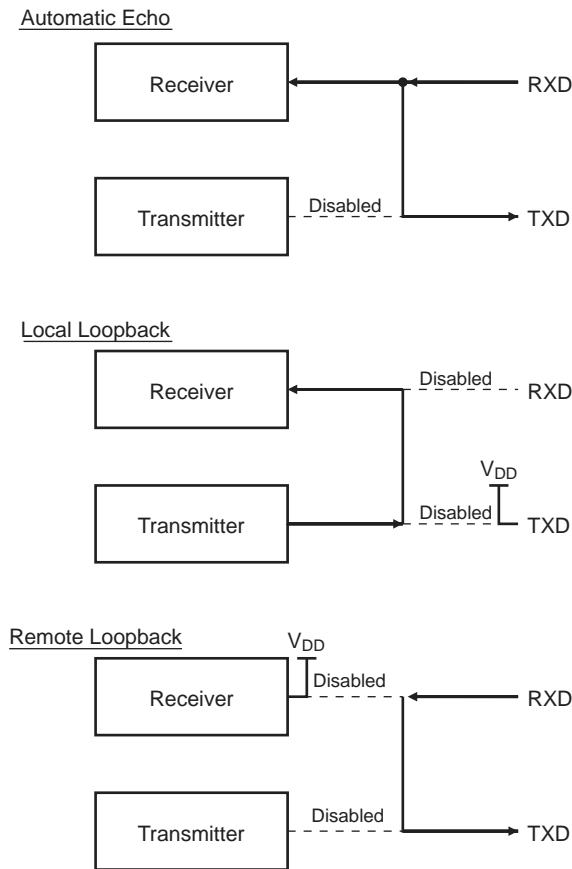 Automatic Echo
Receiver
RXD
Transmitter
Disabled
TXD
Local Loopback
Receiver
Disabled
RXD
VDD
Transmitter
Disabled
TXD
Remote Loopback
VDD
Receiver
Disabled
RXD
Transmitter
Disabled
TXD